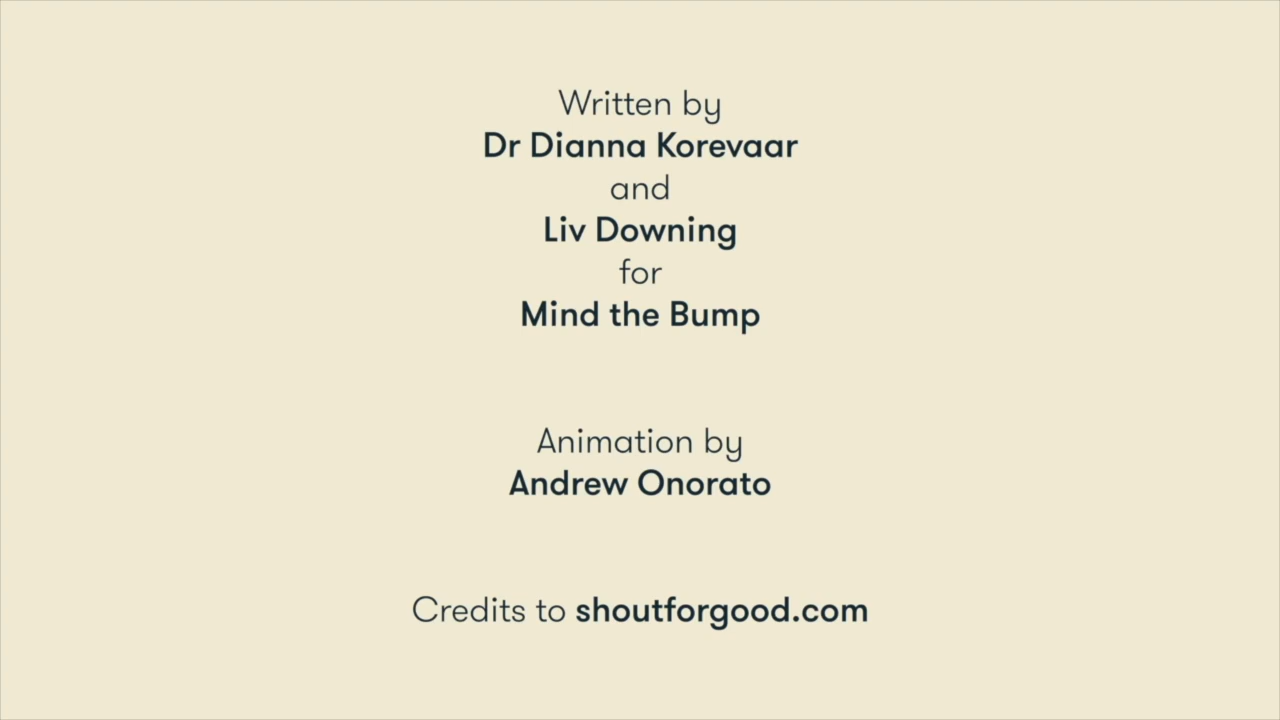 Written by
Dr Dianna Korevaar
and
Liv Downing
for
Mind the Bump
Animation by
Andrew Onorato
Credits to shoutforgood.com